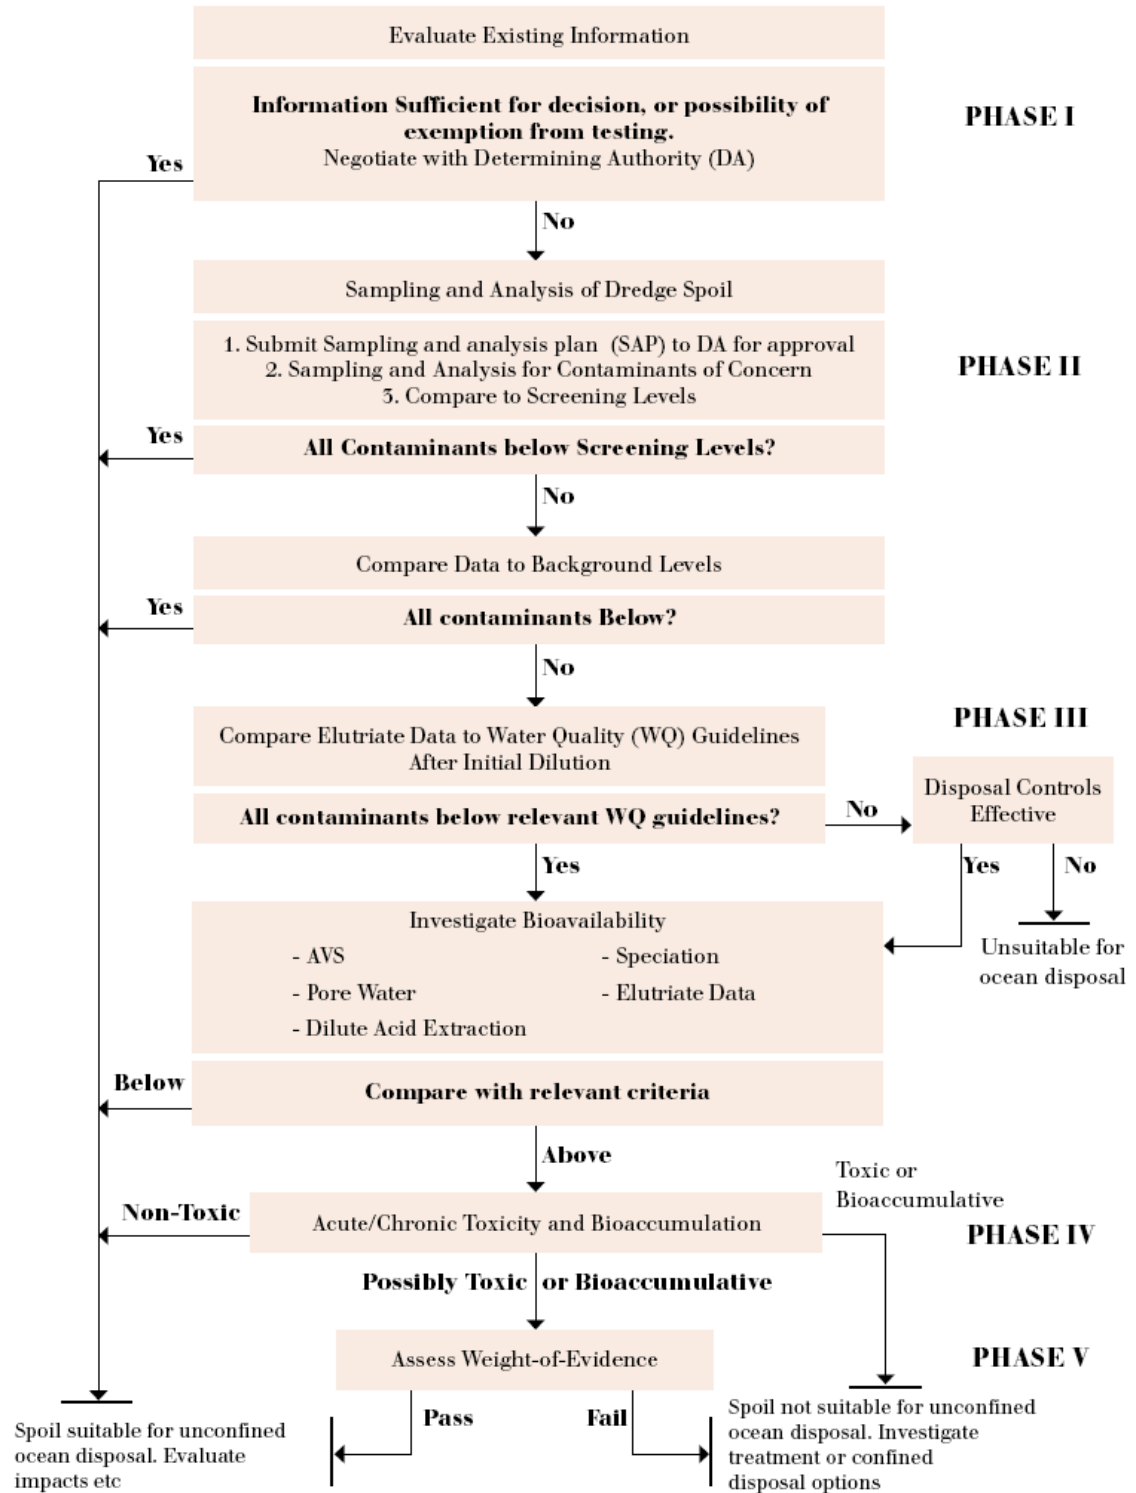 Evaluate Existing Information
Information Sufficient for decision, or possibility of
exemption from testing.
Negotiate with Determining Authority (DA)
PHASE I
Yes
No
Sampling and Analysis of Dredge Spoil
1. Submit Sampling and analysis plan (SAP) to DA for approval
2. Sampling and Analysis for Contaminants of Concern
3. Compare to Screening Levels
PHASE II
Yes
All Contaminants below Screening Levels?
No
Compare Data to Background Levels
Yes
All contaminants Below?
No
PHASE III
Compare Elutriate Data to Water Quality (WQ) Guidelines
After Initial Dilution
All contaminants below relevant WQ guidelines?
No
Disposal Controls
Effective
Yes
Yes
No
Unsuitable for
ocean disposal
Investigate Bioavailability
- AVS
- Speciation
- Pore Water
- Elutriate Data
- Dilute Acid Extraction
Below
Compare with relevant criteria
Above
Toxic or
Bioaccumulative
Non-Toxic
Acute/Chronic Toxicity and Bioaccumulation
PHASE IV
Possibly Toxic or Bioaccumulative
Assess Weight-of-Evidence
PHASE V
Pass
Fail
Spoil suitable for unconfined
ocean disposal. Evaluate
impacts etc
Spoil not suitable for unconfined
ocean disposal. Investigate
treatment or confined
disposal options